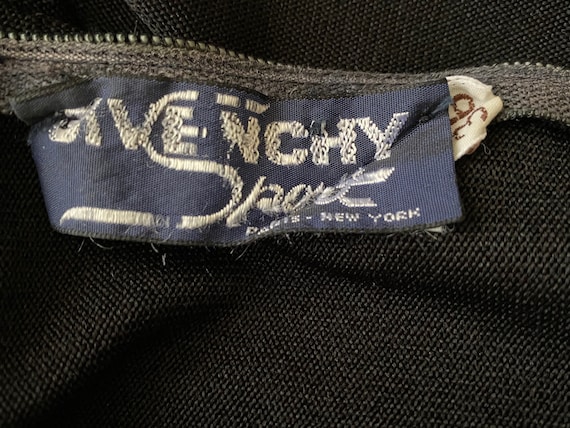 GIVENCHY
Sport
PARIS - NEW YORK